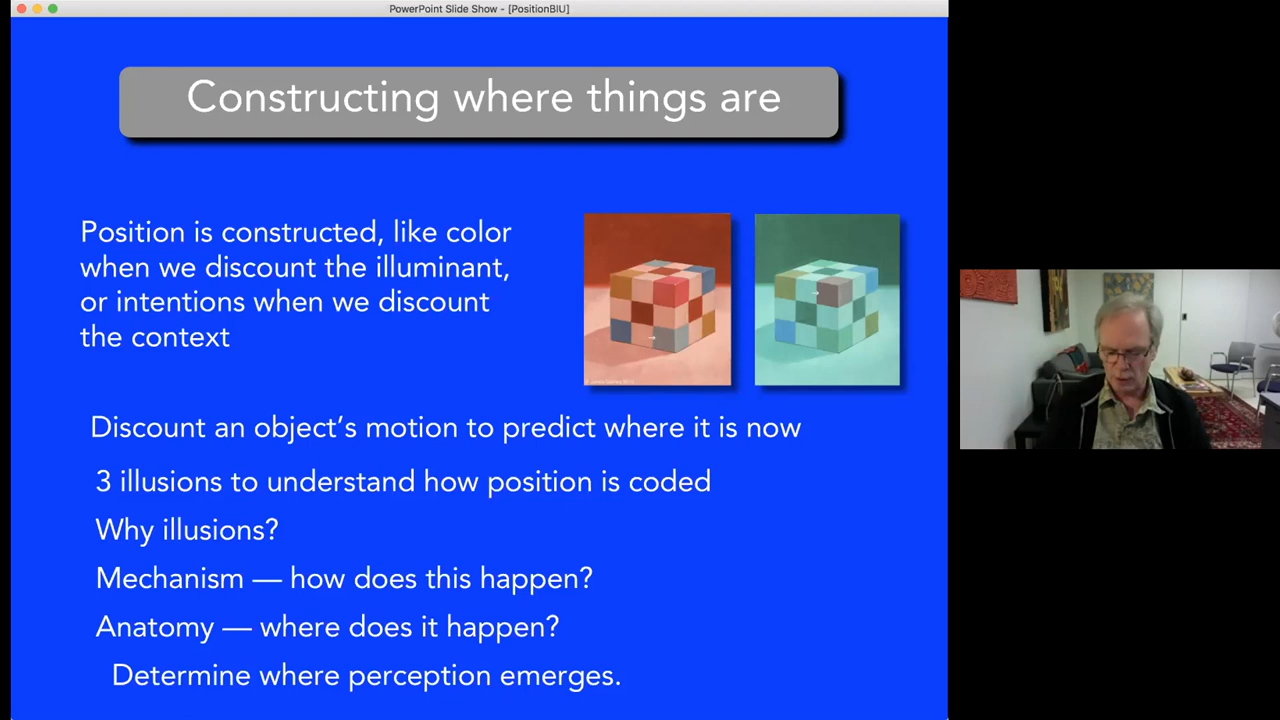 PowerPoint Slide Show - [PositionBIU]
Constructing where things are
Position is constructed, like color
when we discount the illuminant,
or intentions when we discount
the context
Discount an object's motion to predict where it is now
3 illusions to understand how position is coded
Why illusions?
Mechanism — how does this happen?
Anatomy — where does it happen?
Determine where perception emerges.